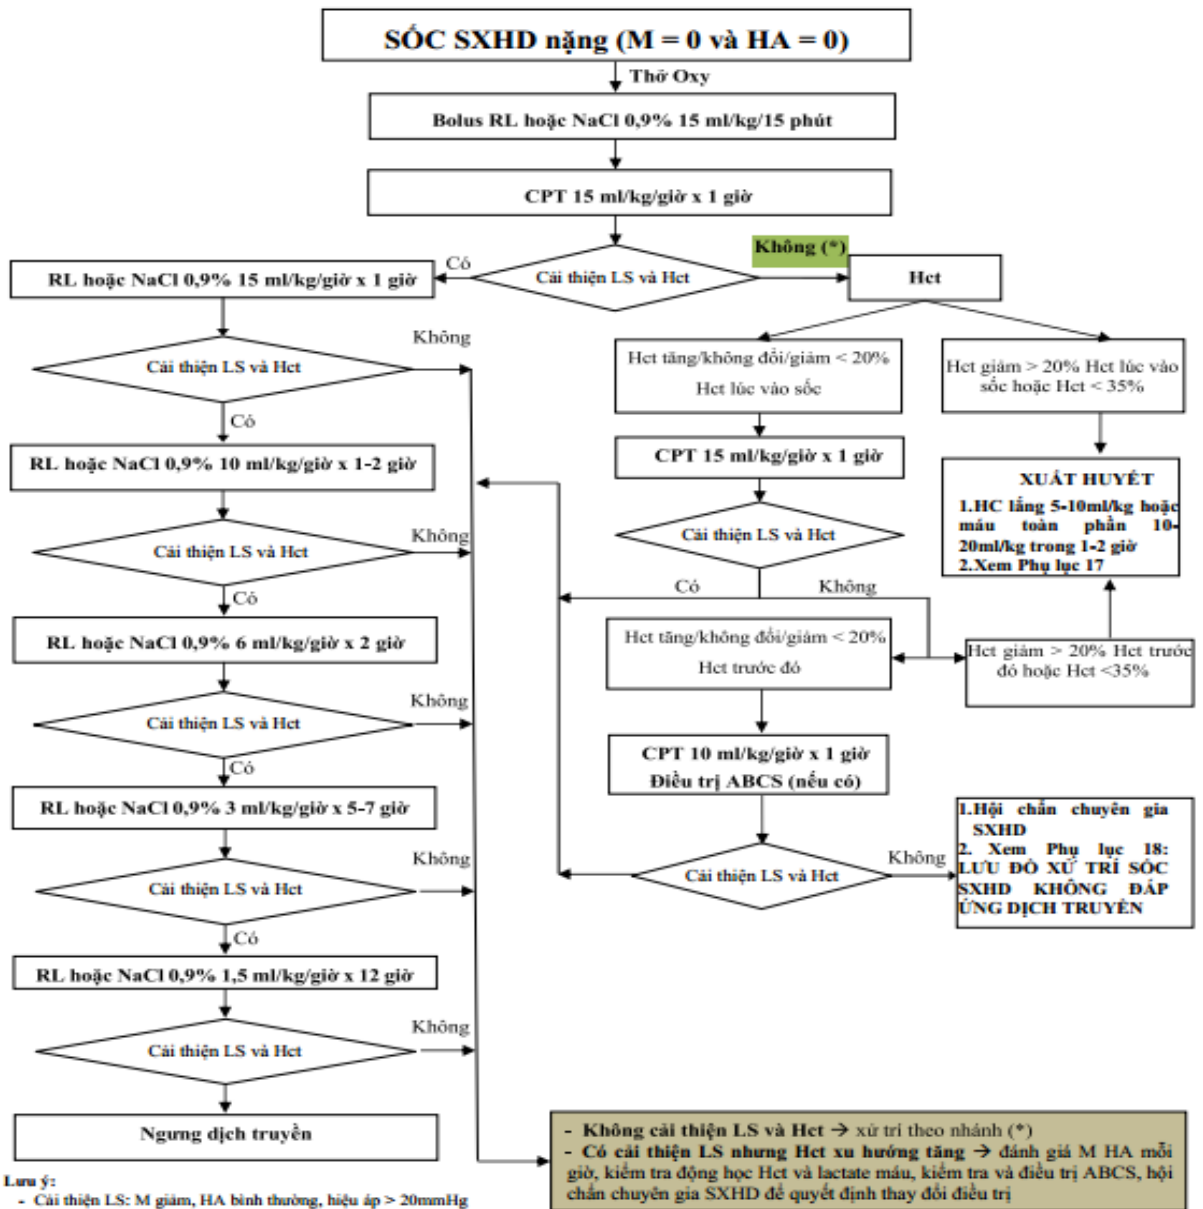 SỐC SXHD nặng (M = 0 và HA = 0)
Thở Oxy
Bolus RL hoặc NaCl 0,9% 15 ml/kg/15 phút
CPT 15 ml/kg/giờ x 1 giờ
Cải thiện LS và Hct
Có
Không (*)
RL hoặc NaCl 0,9% 15 ml/kg/giờ x 1 giờ
Cải thiện LS và Hct
Không
Có
RL hoặc NaCl 0,9% 10 ml/kg/giờ x 1-2 giờ
Cải thiện LS và Hct
Không
Có
RL hoặc NaCl 0,9% 6 ml/kg/giờ x 2 giờ
Cải thiện LS và Hct
Không
Có
RL hoặc NaCl 0,9% 3 ml/kg/giờ x 5-7 giờ
Cải thiện LS và Hct
Không
Có
RL hoặc NaCl 0,9% 1,5 ml/kg/giờ x 12 giờ
Cải thiện LS và Hct
Không
Ngưng dịch truyền
Hct
Hct tăng/không đổi/giảm < 20%
Hct lúc vào sốc
Hct giảm > 20% Hct lúc vào
sốc hoặc Hct < 35%
CPT 15 ml/kg/giờ x 1 giờ
XUẤT HUYẾT
1.HC lắng 5-10ml/kg hoặc
máu toàn phần 10-
20ml/kg trong 1-2 giờ
2.Xem Phụ lục 17
Cải thiện LS và Hct
Có
Không
Hct tăng/không đổi/giảm < 20%
Hct trước đó
Hct giảm > 20% Hct trước
đó hoặc Hct <35%
CPT 10 ml/kg/giờ x 1 giờ
Điều trị ABCS (nếu có)
Cải thiện LS và Hct
Không
1.Hội chẩn chuyên gia
SXHD
2. Xem Phụ lục 18:
LƯU ĐỒ XỬ TRÍ SỐC
SXHD KHÔNG ĐÁP
ỨNG DỊCH TRUYỀN
- Không cải thiện LS và Hct → xử trí theo nhánh (*)
- Có cải thiện LS nhưng Hct xu hướng tăng → đánh giá M HA mỗi
giờ, kiểm tra động học Hct và lactate máu, kiểm tra và điều trị ABCS, hội
chẩn chuyên gia SXHD để quyết định thay đổi điều trị
Lưu ý:
- Cải thiện LS: M giảm, HA bình thường, hiệu áp > 20mmHg